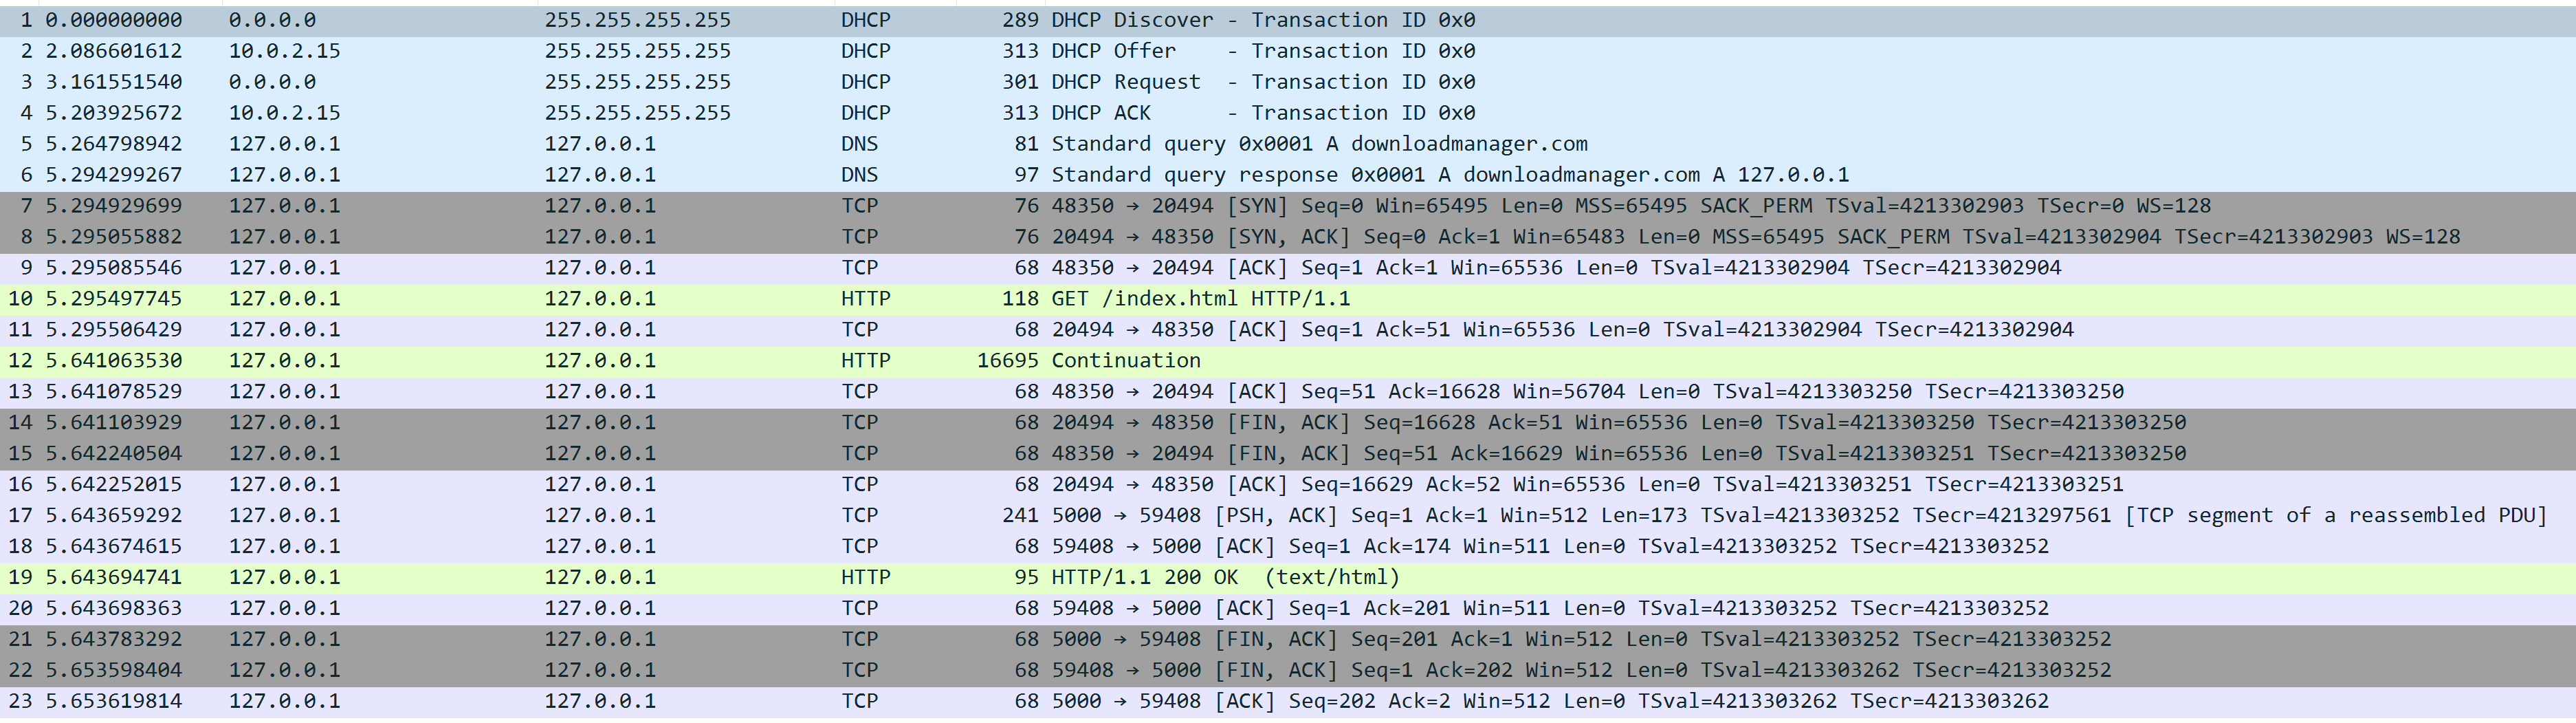 1 0.000000000 0.0.0.0 255.255.255.255 DHCP 289 DHCP Discover - Transaction ID 0x0
2 2.086601612 10.0.2.15 255.255.255.255 DHCP 313 DHCP Offer - Transaction ID 0x0
3 3.161551540 0.0.0.0 255.255.255.255 DHCP 301 DHCP Request - Transaction ID 0x0
4 5.203925672 10.0.2.15 255.255.255.255 DHCP 313 DHCP ACK - Transaction ID 0x0
5 5.264798942 127.0.0.1 127.0.0.1 DNS 81 Standard query 0x0001 A downloadmanager.com
6 5.294299267 127.0.0.1 127.0.0.1 DNS 97 Standard query response 0x0001 A downloadmanager.com A 127.0.0.1
7 5.294929699 127.0.0.1 127.0.0.1 TCP 76 48350 → 20494 [SYN] Seq=0 Win=65495 Len=0 MSS=65495 SACK_PERM TSval=4213302903 TSecr=0 WS=128
8 5.295055882 127.0.0.1 127.0.0.1 TCP 76 20494 → 48350 [SYN, ACK] Seq=0 Ack=1 Win=65483 Len=0 MSS=65495 SACK_PERM TSval=4213302904 TSecr=4213302903 WS=128
9 5.295085546 127.0.0.1 127.0.0.1 TCP 68 48350 → 20494 [ACK] Seq=1 Ack=1 Win=65536 Len=0 TSval=4213302904 TSecr=4213302904
10 5.295497745 127.0.0.1 127.0.0.1 HTTP 118 GET /index.html HTTP/1.1
11 5.295506429 127.0.0.1 127.0.0.1 TCP 68 20494 → 48350 [ACK] Seq=1 Ack=51 Win=65536 Len=0 TSval=4213302904 TSecr=4213302904
12 5.641063530 127.0.0.1 127.0.0.1 HTTP 16695 Continuation
13 5.641078529 127.0.0.1 127.0.0.1 TCP 68 48350 → 20494 [ACK] Seq=51 Ack=16628 Win=56704 Len=0 TSval=4213303250 TSecr=4213303250
14 5.641103929 127.0.0.1 127.0.0.1 TCP 68 20494 → 48350 [FIN, ACK] Seq=16628 Ack=51 Win=65536 Len=0 TSval=4213303250 TSecr=4213303250
15 5.642240504 127.0.0.1 127.0.0.1 TCP 68 48350 → 20494 [FIN, ACK] Seq=51 Ack=16629 Win=65536 Len=0 TSval=4213303251 TSecr=4213303250
16 5.642252015 127.0.0.1 127.0.0.1 TCP 68 20494 → 48350 [ACK] Seq=16629 Ack=52 Win=65536 Len=0 TSval=4213303251 TSecr=4213303251
17 5.643659292 127.0.0.1 127.0.0.1 TCP 241 5000 → 59408 [PSH, ACK] Seq=1 Ack=1 Win=512 Len=173 TSval=4213303252 TSecr=4213297561 [TCP segment of a reassembled PDU]
18 5.643674615 127.0.0.1 127.0.0.1 TCP 68 59408 → 5000 [ACK] Seq=1 Ack=174 Win=511 Len=0 TSval=4213303252 TSecr=4213303252
19 5.643694741 127.0.0.1 127.0.0.1 HTTP 95 HTTP/1.1 200 OK (text/html)
20 5.643698363 127.0.0.1 127.0.0.1 TCP 68 59408 → 5000 [ACK] Seq=1 Ack=201 Win=511 Len=0 TSval=4213303252 TSecr=4213303252
21 5.643783292 127.0.0.1 127.0.0.1 TCP 68 5000 → 59408 [FIN, ACK] Seq=201 Ack=1 Win=512 Len=0 TSval=4213303252 TSecr=4213303252
22 5.653598404 127.0.0.1 127.0.0.1 TCP 68 59408 → 5000 [FIN, ACK] Seq=1 Ack=202 Win=512 Len=0 TSval=4213303262 TSecr=4213303252
23 5.653619814 127.0.0.1 127.0.0.1 TCP 68 5000 → 59408 [ACK] Seq=202 Ack=2 Win=512 Len=0 TSval=4213303262 TSecr=4213303262